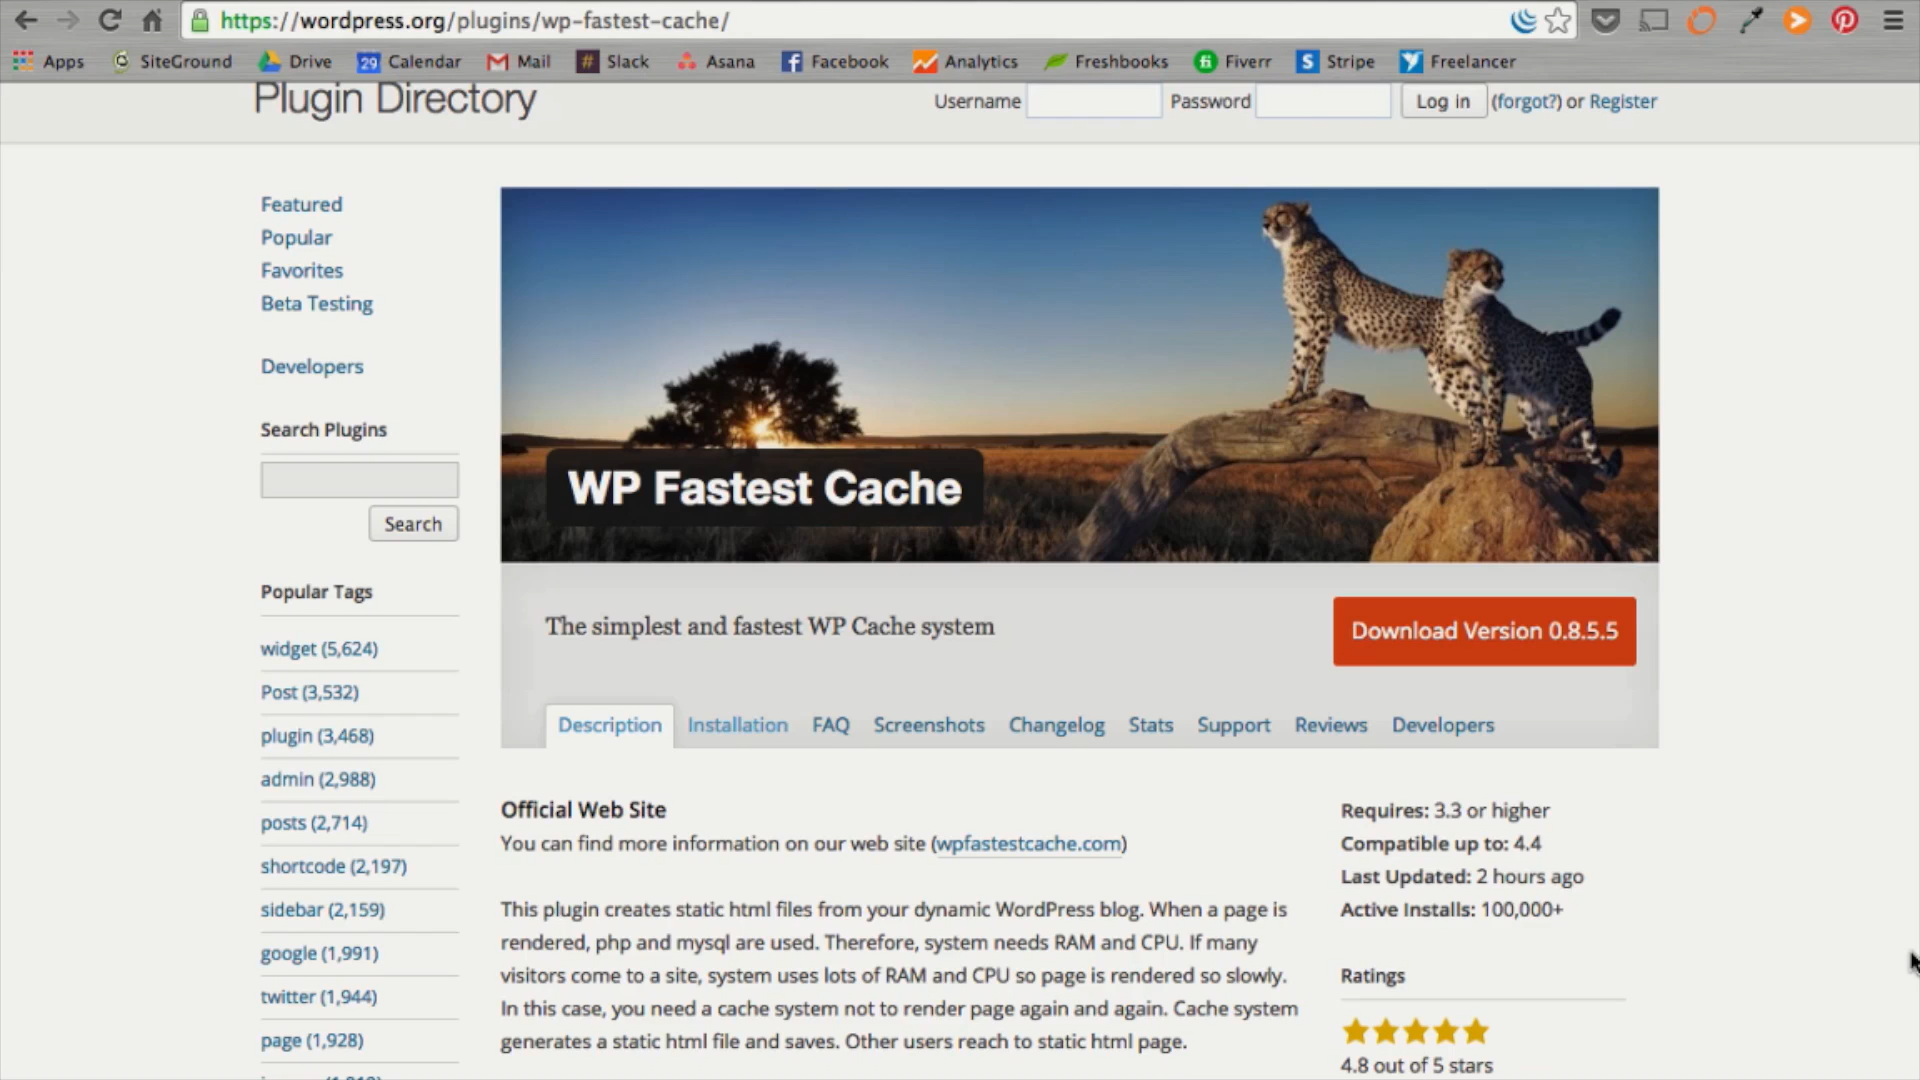 https://wordpress.org/plugins/wp-fastest-cache/
Apps SiteGround Drive 29 Calendar Mail Slack Asana Facebook Analytics Freshbooks Fiverr Stripe Freelancer
Plugin Directory
Username Password Log in (forgot?) or Register
Featured
Popular
Favorites
Beta Testing
Developers
Search Plugins
Search
Popular Tags
widget (5,624)
Post (3,532)
plugin (3,468)
admin (2,988)
posts (2,714)
shortcode (2,197)
sidebar (2,159)
google (1,991)
twitter (1,944)
page (1,928)
WP Fastest Cache
The simplest and fastest WP Cache system
Download Version 0.8.5.5
Description Installation FAQ Screenshots Changelog Stats Support Reviews Developers
Official Web Site
You can find more information on our web site (wpfastestcache.com)
This plugin creates static html files from your dynamic WordPress blog. When a page is
rendered, php and mysql are used. Therefore, system needs RAM and CPU. If many
visitors come to a site, system uses lots of RAM and CPU so page is rendered so slowly.
In this case, you need a cache system not to render page again and again. Cache system
generates a static html file and saves. Other users reach to static html page.
Requires: 3.3 or higher
Compatible up to: 4.4
Last Updated: 2 hours ago
Active Installs: 100,000+
Ratings
4.8 out of 5 stars